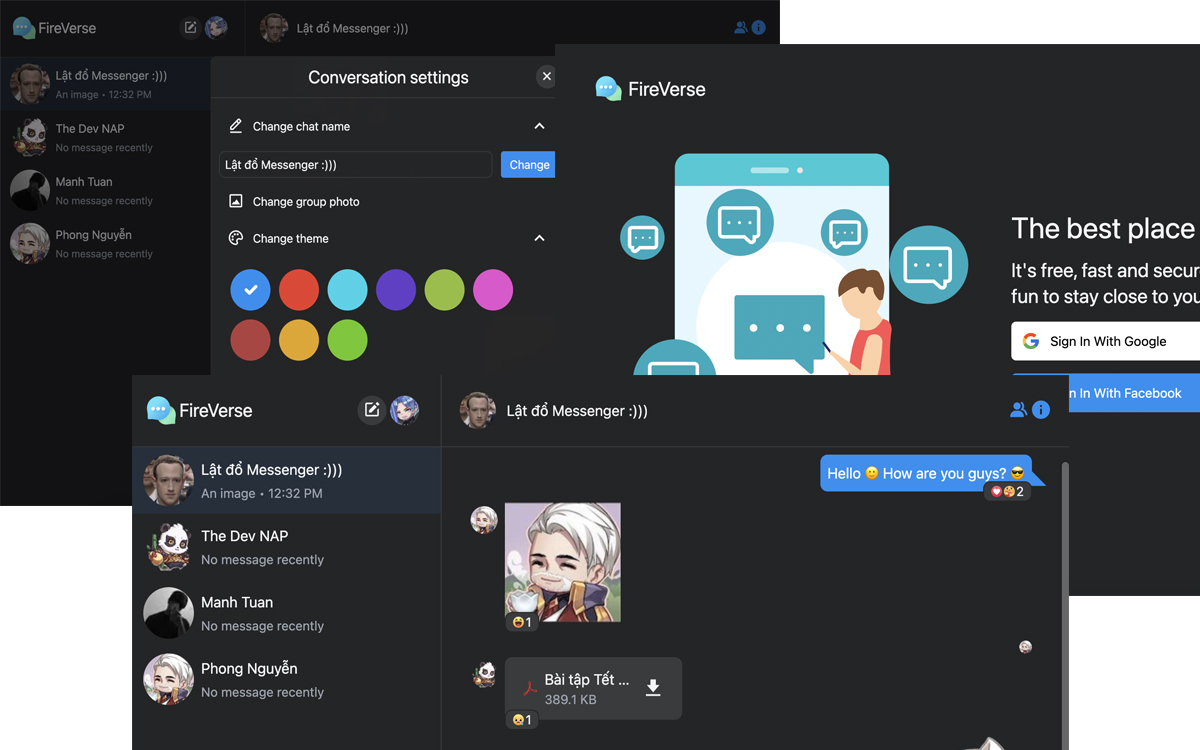 FireVerse
Lật đổ Messenger :)))
Lật đổ Messenger :)))
An image • 12:32 PM
The Dev NAP
No message recently
Manh Tuan
No message recently
Phong Nguyễn
No message recently
Conversation settings
Change chat name
Lật đổ Messenger :)))
Change
Change group photo
Change theme
FireVerse
The best place
It's free, fast and secur
fun to stay close to you
Sign In With Google
n In With Facebook
FireVerse
Lật đổ Messenger :)))
An image • 12:32 PM
The Dev NAP
No message recently
Manh Tuan
No message recently
Phong Nguyễn
No message recently
Lật đổ Messenger :)))
Hello 🙂 How are you guys? 😎
2
1
Bài tập Tết ...
389.1 KB
1